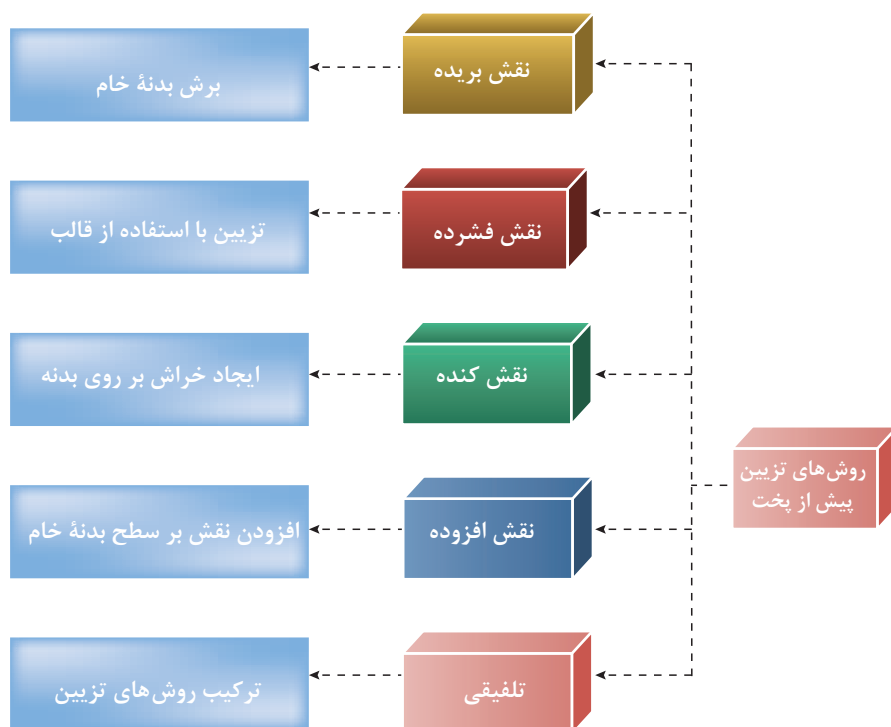 روش‌های تزیین
پیش از پخت
نقش بریده
برش بدنهٔ خام
نقش فشرده
تزیین با استفاده از قالب
نقش کنده
ایجاد خراش بر روی بدنه
نقش افزوده
افزودن نقش بر سطح بدنهٔ خام
تلفیقی
ترکیب روش‌های تزیین